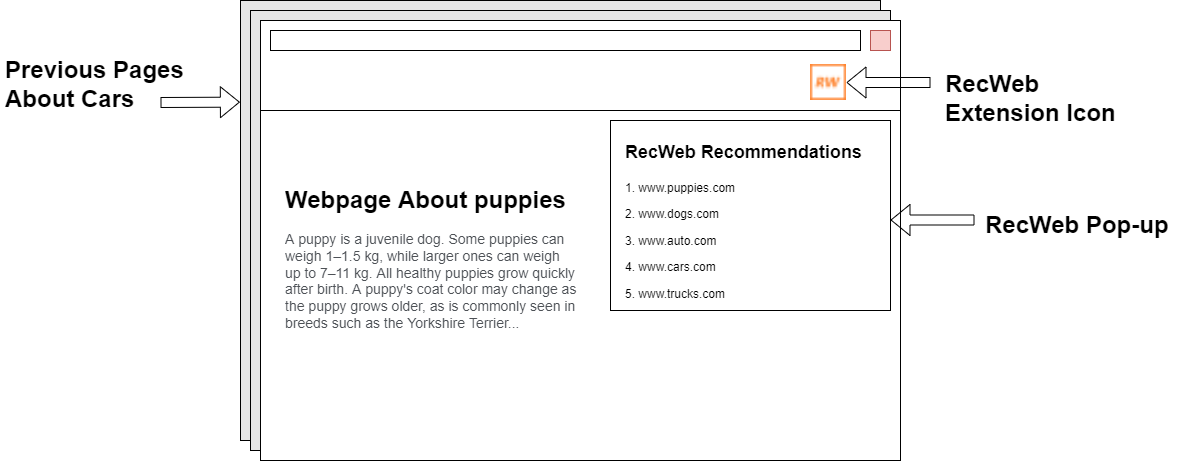 Previous Pages
About Cars
RW
RecWeb
Extension Icon
RecWeb Recommendations
1. www.puppies.com
2. www.dogs.com
3. www.auto.com
4. www.cars.com
5. www.trucks.com
RecWeb Pop-up
Webpage About puppies
A puppy is a juvenile dog. Some puppies can
weigh 1–1.5 kg, while larger ones can weigh
up to 7–11 kg. All healthy puppies grow quickly
after birth. A puppy's coat color may change as
the puppy grows older, as is commonly seen in
breeds such as the Yorkshire Terrier...